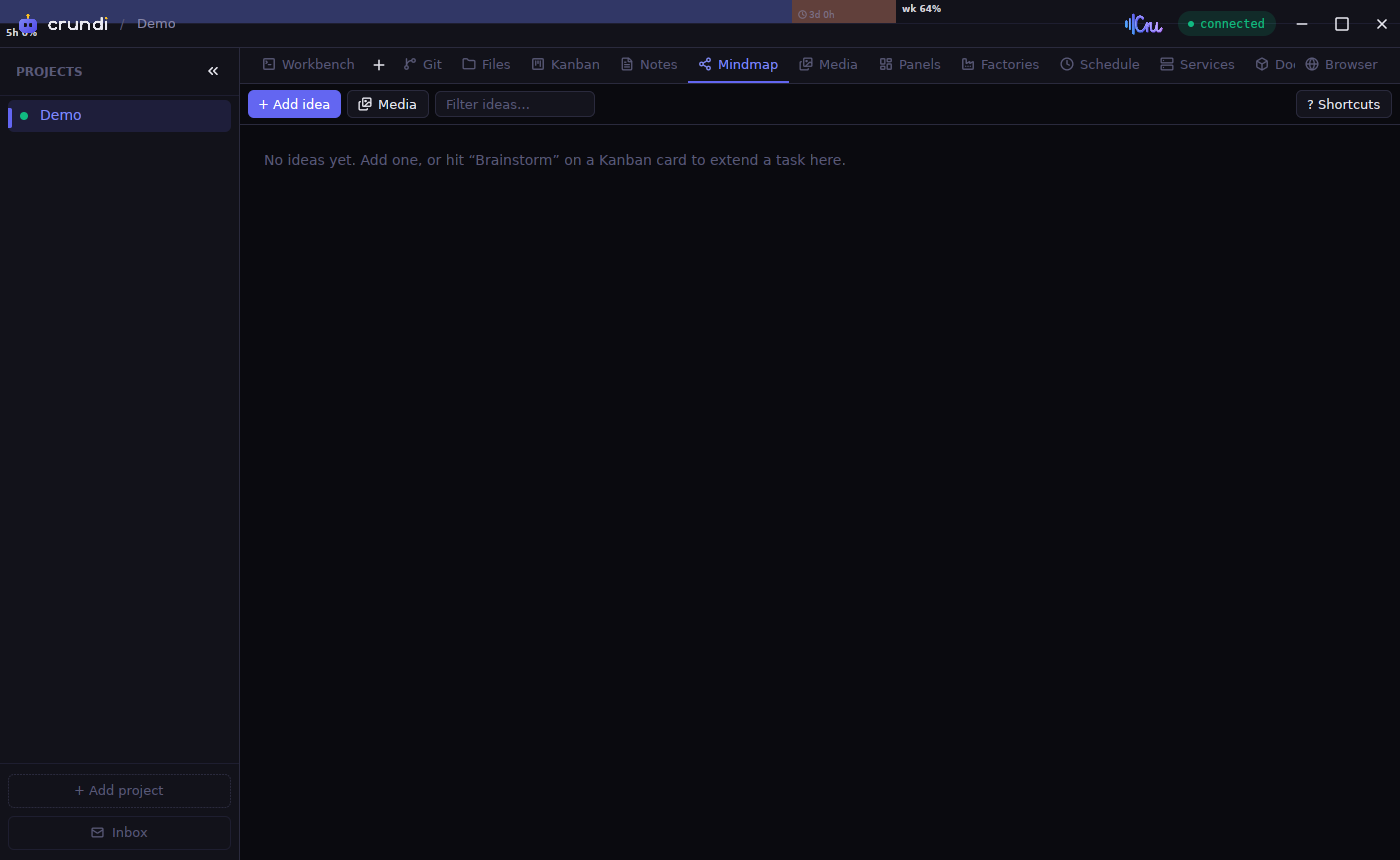 3d 0h
wk 64%
5h 0%
crundi / Demo
Cru
connected
PROJECTS
Workbench + Git Files Kanban Notes Mindmap Media Panels Factories Schedule Services Doc Browser
+ Add idea Media Filter ideas... ? Shortcuts
Demo
No ideas yet. Add one, or hit “Brainstorm” on a Kanban card to extend a task here.
+ Add project
Inbox